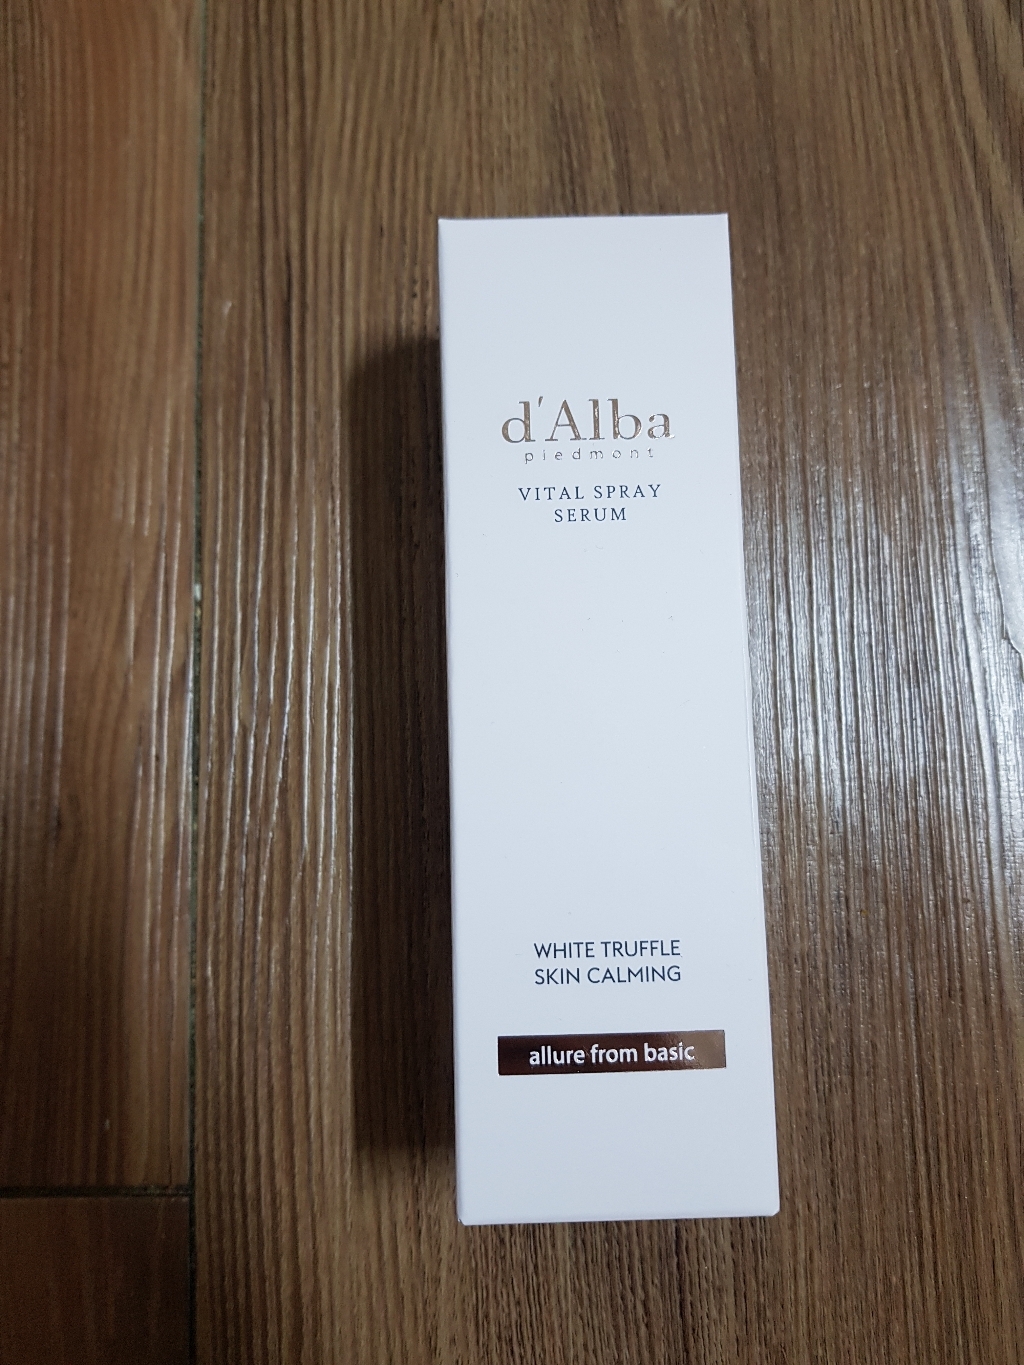 d'Alba
piedmont
VITAL SPRAY
SERUM
WHITE TRUFFLE
SKIN CALMING
allure from basic